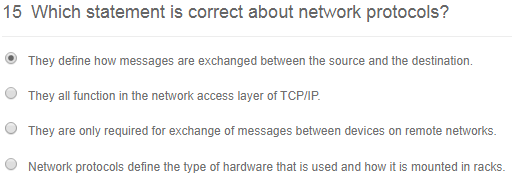 15 Which statement is correct about network protocols?
They define how messages are exchanged between the source and the destination.
They all function in the network access layer of TCP/IP.
They are only required for exchange of messages between devices on remote networks.
Network protocols define the type of hardware that is used and how it is mounted in racks.